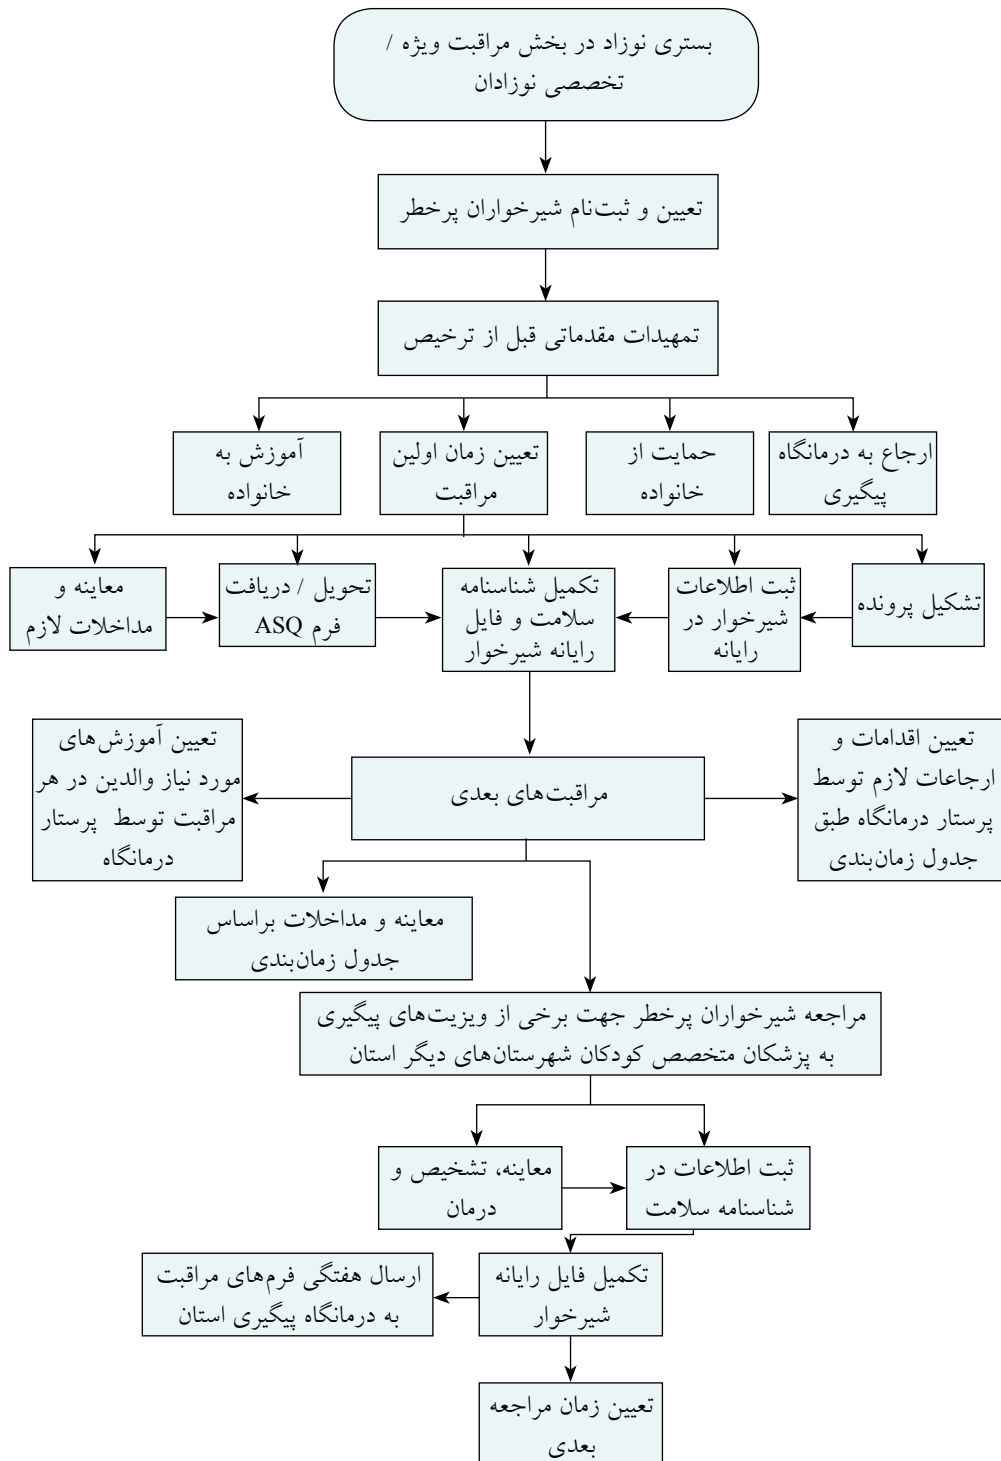 بستری نوزاد در بخش مراقبت ویژه /
تخصصی نوزادان
تعیین و ثبت‌نام شیرخواران پرخطر
تمهیدات مقدماتی قبل از ترخیص
ارجاع به درمانگاه
پیگیری
حمایت از
خانواده
تعیین زمان اولین
مراقبت
آموزش به
خانواده
تشکیل پرونده
ثبت اطلاعات
شیرخوار در
رایانه
تکمیل شناسنامه
سلامت و فایل
رایانه شیرخوار
تحویل / دریافت
فرم ASQ
معاینه و
مداخلات لازم
تعیین اقدامات و
ارجاعات لازم توسط
پرستار درمانگاه طبق
جدول زمان‌بندی
مراقبت‌های بعدی
تعیین آموزش‌های
مورد نیاز والدین در هر
مراقبت توسط پرستار
درمانگاه
معاینه و مداخلات براساس
جدول زمان‌بندی
مراجعه شیرخواران پرخطر جهت برخی از ویزیت‌های پیگیری
به پزشکان متخصص کودکان شهرستان‌های دیگر استان
ثبت اطلاعات در
شناسنامه سلامت
معاینه، تشخیص و
درمان
تکمیل فایل رایانه
شیرخوار
ارسال هفتگی فرم‌های مراقبت
به درمانگاه پیگیری استان
تعیین زمان مراجعه
بعدی